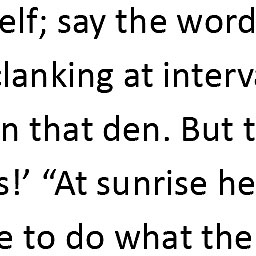 elf; say the word
clanking at interva
n that den. But t
s!’ “At sunrise he
e to do what the